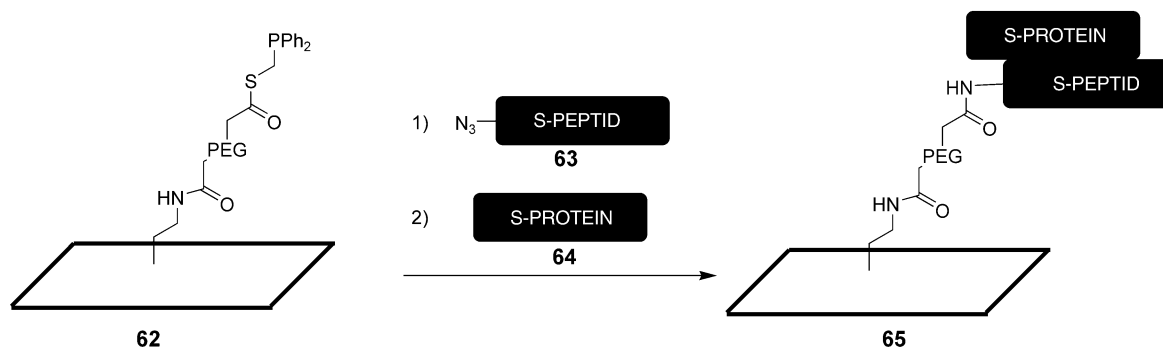 PPh2
S
O
PEG
HN
O
62
1)
N3
S-PEPTID
63
2)
S-PROTEIN
64
S-PROTEIN
S-PEPTID
HN
O
PEG
HN
O
65